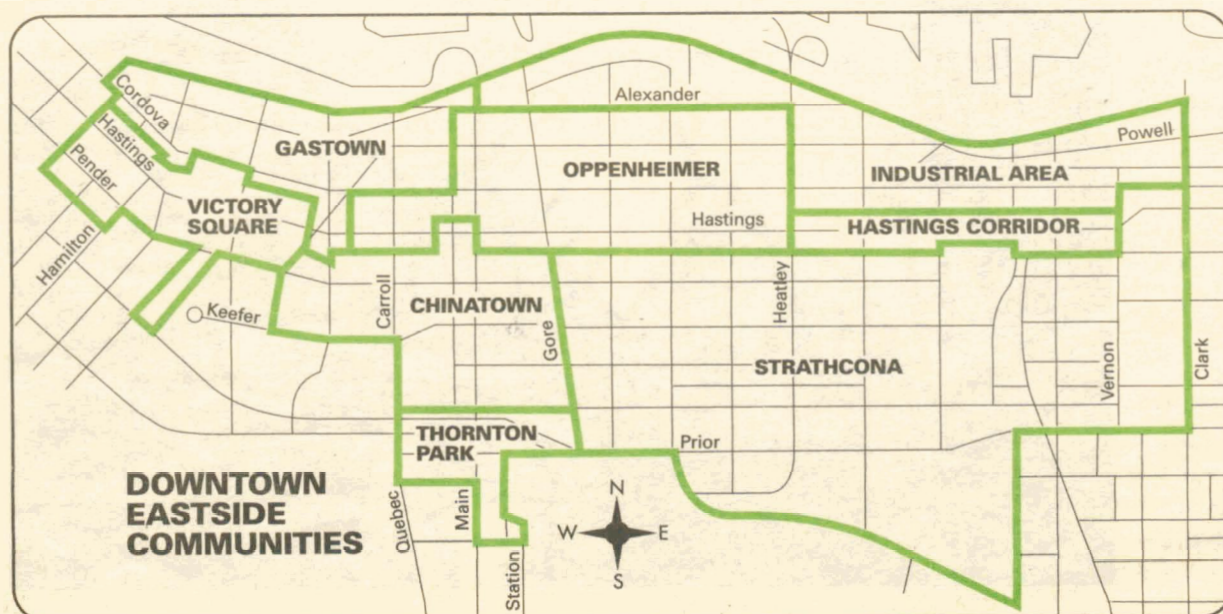 Alexander
Cordova
Powell
Hastings
GASTOWN
OPPENHEIMER
INDUSTRIAL AREA
Pender
VICTORY
SQUARE
Hastings
HASTINGS CORRIDOR
Hamilton
Keefer
Carroll
CHINATOWN
Gore
Heatley
STRATHCONA
Vernon
Clark
THORNTON
PARK
Prior
DOWNTOWN
EASTSIDE
COMMUNITIES
Quebec
Main
Station
N
W
E
S